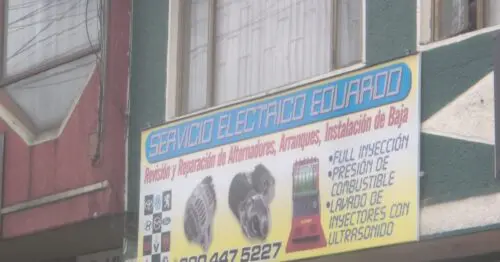 SERVICIO ELECTRICO EDUARDO
Revisión y Reparación de Alternadores, Arranques, Instalación de Baja
•FULL INYECCIÓN
•PRESIÓN DE
COMBUSTIBLE
•LAVADO DE
INYECTORES CON
ULTRASONIDO
447 5227